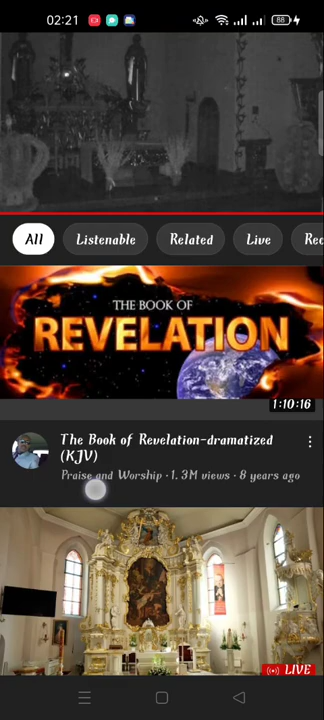 02:21
88
All Listenable Related Live Rec
THE BOOK OF
REVELATION
1:10:16
The Book of Revelation-dramatized
(KJV)
Praise and Worship · 1.3M views · 8 years ago
LIVE